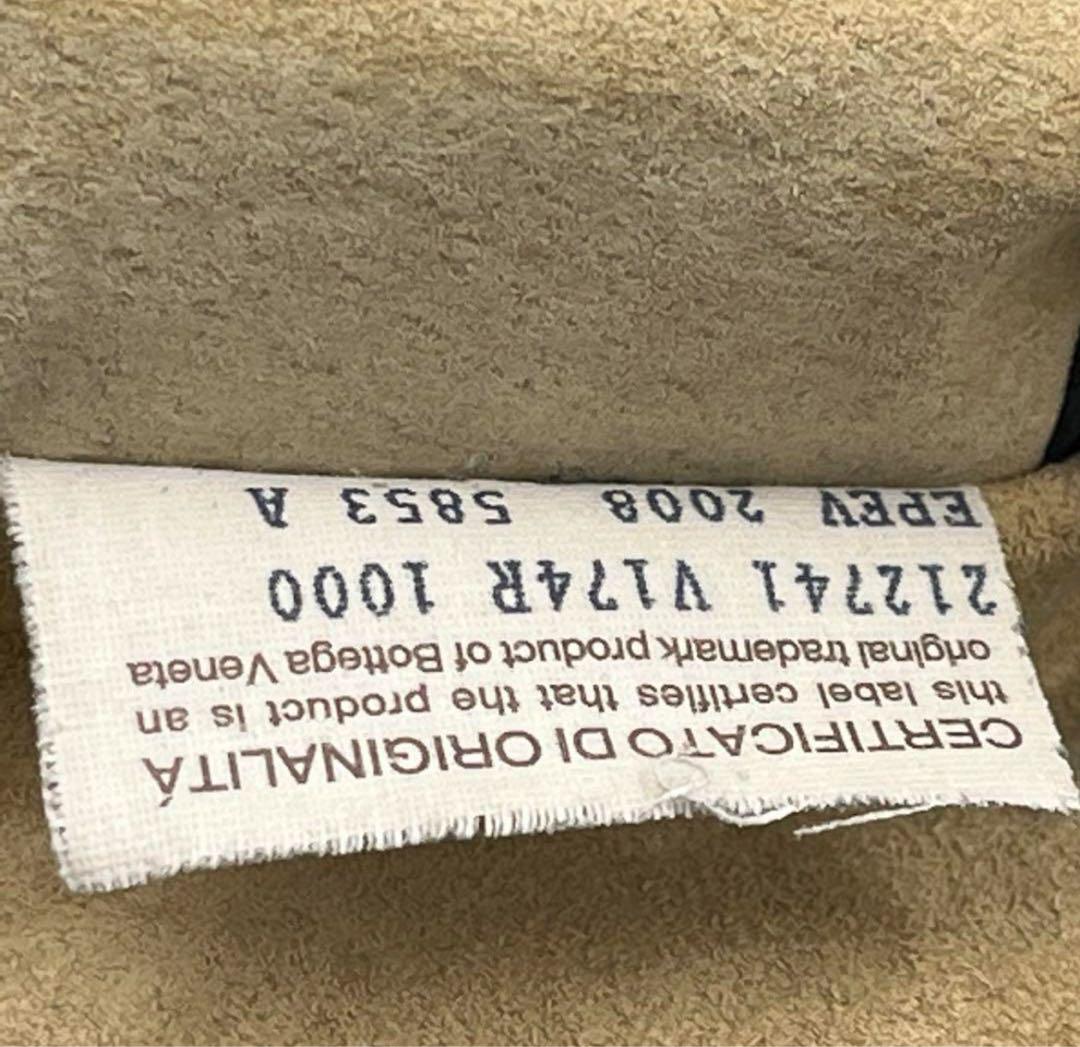 CERTIFICATO DI ORIGINALITÁ
this label certifies that the product is an
original trademark product of Bottega Veneta
212741 V174R 1000
EPEV 2008 5853 A